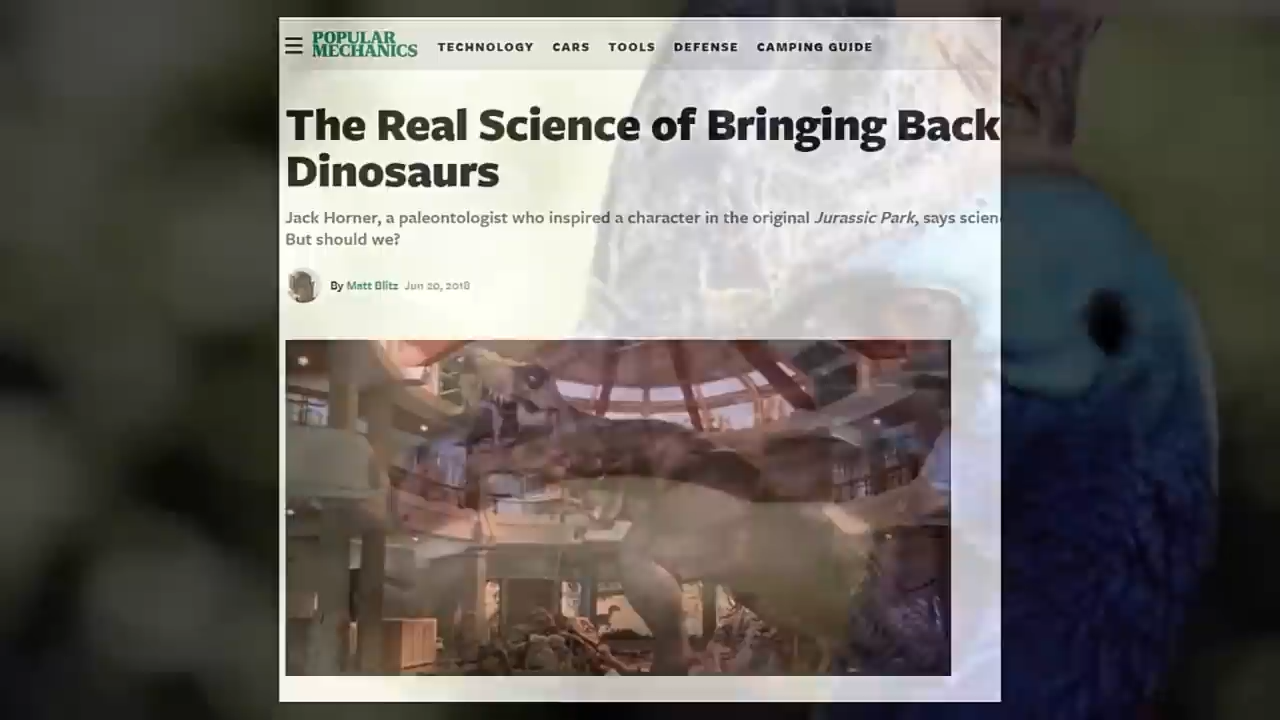 POPULAR
MECHANICS
TECHNOLOGY CARS TOOLS DEFENSE CAMPING GUIDE
The Real Science of Bringing Back
Dinosaurs
Jack Horner, a paleontologist who inspired a character in the original Jurassic Park, says
But should we?
By Matt Blitz Jun 20, 2018